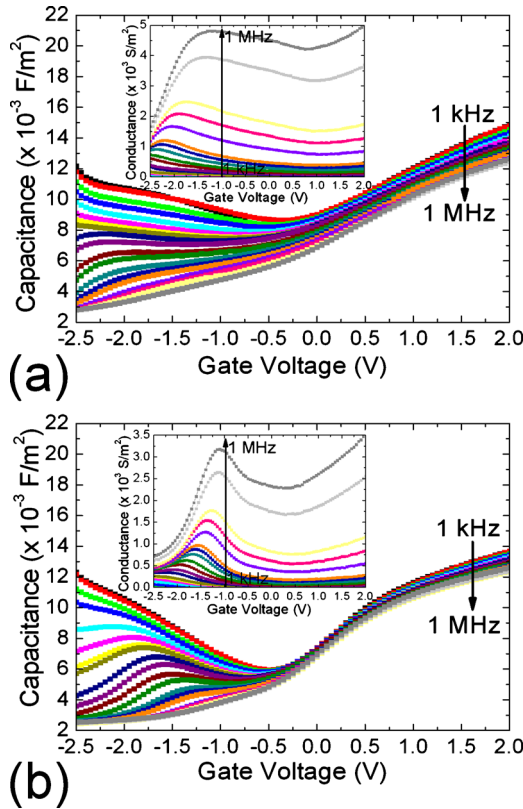 22
20
18
16
14
12
10
8
6
4
2
Capacitance (x 10⁻³ F/m²)
5
4
3
2
1
0
Conductance (x 10³ S/m²)
1 MHz
1 kHz
-2.5 -2.0 -1.5 -1.0 -0.5 0.0 0.5 1.0 1.5 2.0
Gate Voltage (V)
1 kHz
1 MHz
-2.5 -2.0 -1.5 -1.0 -0.5 0.0 0.5 1.0 1.5 2.0
Gate Voltage (V)
(a)
22
20
18
16
14
12
10
8
6
4
2
Capacitance (x 10⁻³ F/m²)
3.5
3.0
2.5
2.0
1.5
1.0
0.5
0.0
Conductance (x 10³ S/m²)
1 MHz
1 kHz
-2.5 -2.0 -1.5 -1.0 -0.5 0.0 0.5 1.0 1.5 2.0
Gate Voltage (V)
1 kHz
1 MHz
-2.5 -2.0 -1.5 -1.0 -0.5 0.0 0.5 1.0 1.5 2.0
Gate Voltage (V)
(b)